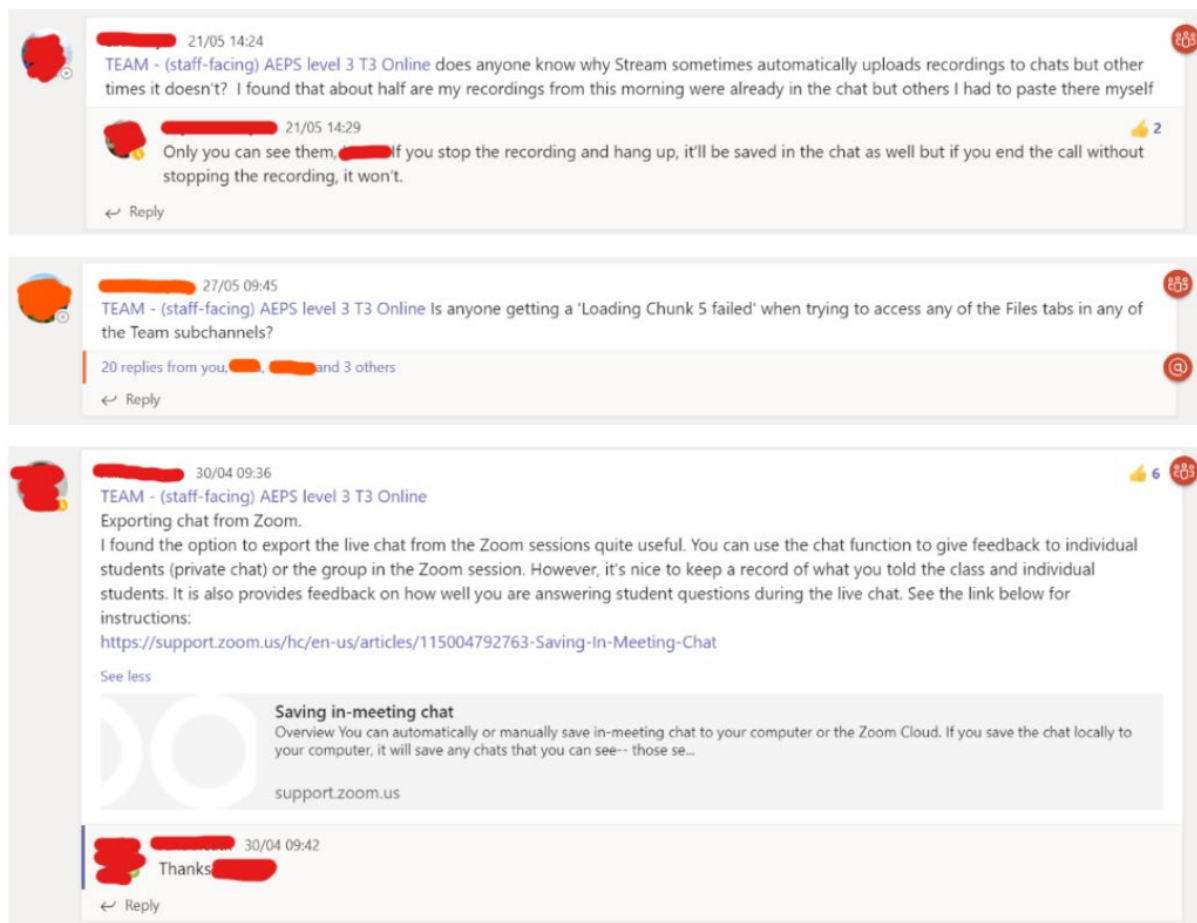 21/05 14:24
TEAM - (staff-facing) AEPS level 3 T3 Online does anyone know why Stream sometimes automatically uploads recordings to chats but other
times it doesn't? I found that about half are my recordings from this morning were already in the chat but others I had to paste there myself
21/05 14:29
2
Only you can see them, If you stop the recording and hang up, it'll be saved in the chat as well but if you end the call without
stopping the recording, it won't.
Reply
27/05 09:45
TEAM - (staff-facing) AEPS level 3 T3 Online Is anyone getting a 'Loading Chunk 5 failed' when trying to access any of the Files tabs in any of
the Team subchannels?
20 replies from you, , and 3 others
@
Reply
30/04 09:36
6
TEAM - (staff-facing) AEPS level 3 T3 Online
Exporting chat from Zoom.
I found the option to export the live chat from the Zoom sessions quite useful. You can use the chat function to give feedback to individual
students (private chat) or the group in the Zoom session. However, it's nice to keep a record of what you told the class and individual
students. It is also provides feedback on how well you are answering student questions during the live chat. See the link below for
instructions:
https://support.zoom.us/hc/en-us/articles/115004792763-Saving-In-Meeting-Chat
See less
Saving in-meeting chat
Overview You can automatically or manually save in-meeting chat to your computer or the Zoom Cloud. If you save the chat locally to
your computer, it will save any chats that you can see-- those se...
support.zoom.us
30/04 09:42
Thanks
Reply